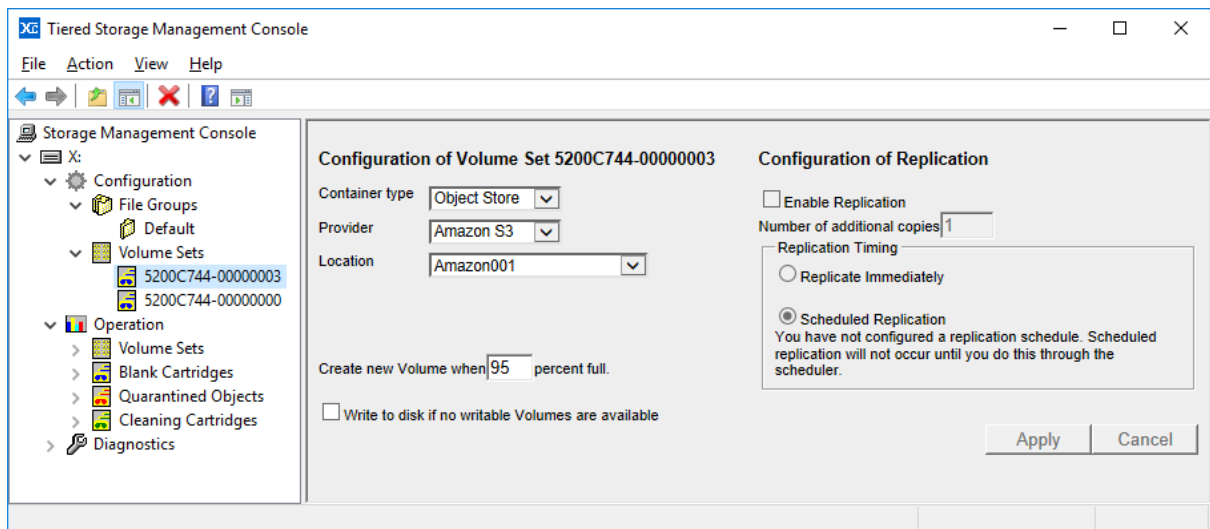 Tiered Storage Management Console
File Action View Help
Storage Management Console
X:
Configuration
File Groups
Default
Volume Sets
5200C744-00000003
5200C744-00000000
Operation
Volume Sets
Blank Cartridges
Quarantined Objects
Cleaning Cartridges
Diagnostics
Configuration of Volume Set 5200C744-00000003
Container type Object Store
Provider Amazon S3
Location Amazon001
Create new Volume when 95 percent full.
Write to disk if no writable Volumes are available
Configuration of Replication
Enable Replication
Number of additional copies 1
Replication Timing
Replicate Immediately
Scheduled Replication
You have not configured a replication schedule. Scheduled
replication will not occur until you do this through the
scheduler.
Apply Cancel